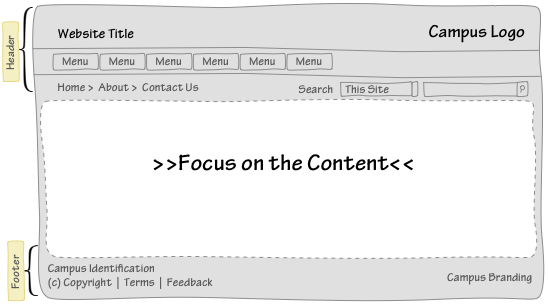 Header
Website Title
Campus Logo
Menu Menu Menu Menu Menu Menu
Home > About > Contact Us
Search This Site
>>Focus on the Content<<
Footer
Campus Identification
(c) Copyright | Terms | Feedback
Campus Branding